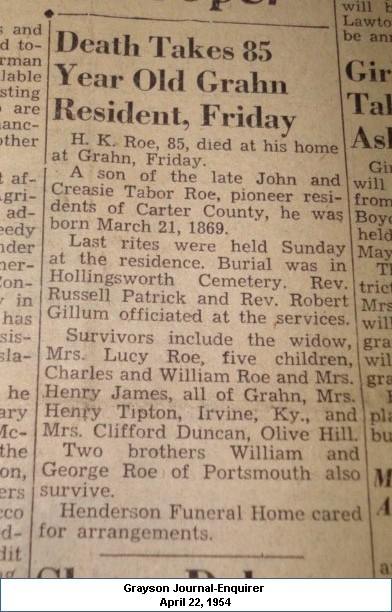 Death Takes 85
Year Old Grahn
Resident, Friday
H. K. Roe, 85, died at his home
at Grahn, Friday.
A son of the late John and
Creasie Tabor Roe, pioneer resi-
dents of Carter County, he was
born March 21, 1869.
Last rites were held Sunday
at the residence. Burial was in
Hollingsworth Cemetery. Rev.
Russell Patrick and Rev. Robert
Gillum officiated at the services.
Survivors include the widow,
Mrs. Lucy Roe, five children,
Charles and William Roe and Mrs.
Henry James, all of Grahn, Mrs.
Henry Tipton, Irvine, Ky., and
Mrs. Clifford Duncan, Olive Hill.
Two brothers William and
George Roe of Portsmouth also
survive.
Henderson Funeral Home cared
for arrangements.
Grayson Journal-Enquirer
April 22, 1954